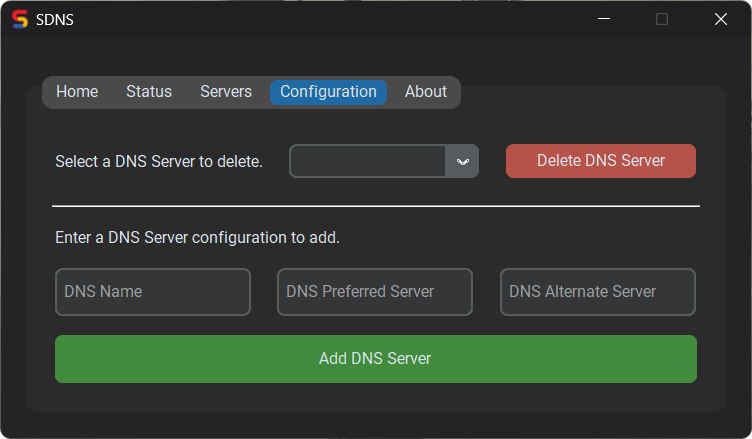 SDNS
Home Status Servers Configuration About
Select a DNS Server to delete. Delete DNS Server
Enter a DNS Server configuration to add.
DNS Name DNS Preferred Server DNS Alternate Server
Add DNS Server